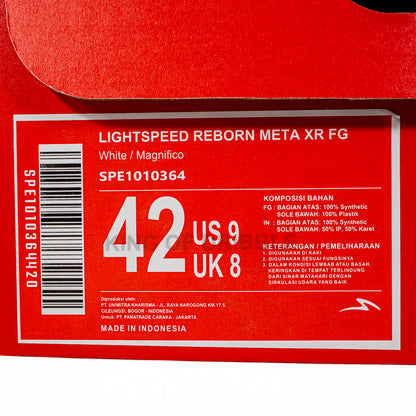 LIGHTSPEED REBORN META XR FG
White / Magnifico
SPE1010364
SPE1010364U420
42
US 9
UK 8
KOMPOSISI BAHAN
FG : BAGIAN ATAS: 100% Synthetic
SOLE BAWAH: 100% Plastik
IN : BAGIAN ATAS: 100% Synthetic
SOLE BAWAH: 50% IP, 50% Karet
KETERANGAN / PEMELIHARAAN
1. DIGUNAKAN DI KAKI
2. DIGUNAKAN SESUAI FUNGSINYA
3. DALAM KONDISI LEMBAB ATAU BASAH,
KERINGKAN DI TEMPAT TERLINDUNG
DARI SINAR MATAHARI DENGAN
SIRKULASI UDARA YANG BAIK
Diproduksi oleh:
PT. UNIMITRA KHARISMA - JL. RAYA NAROGONG KM.17.5
CILEUNGSI, BOGOR - INDONESIA
Untuk: PT. PANATRADE CARAKA - JAKARTA
MADE IN INDONESIA